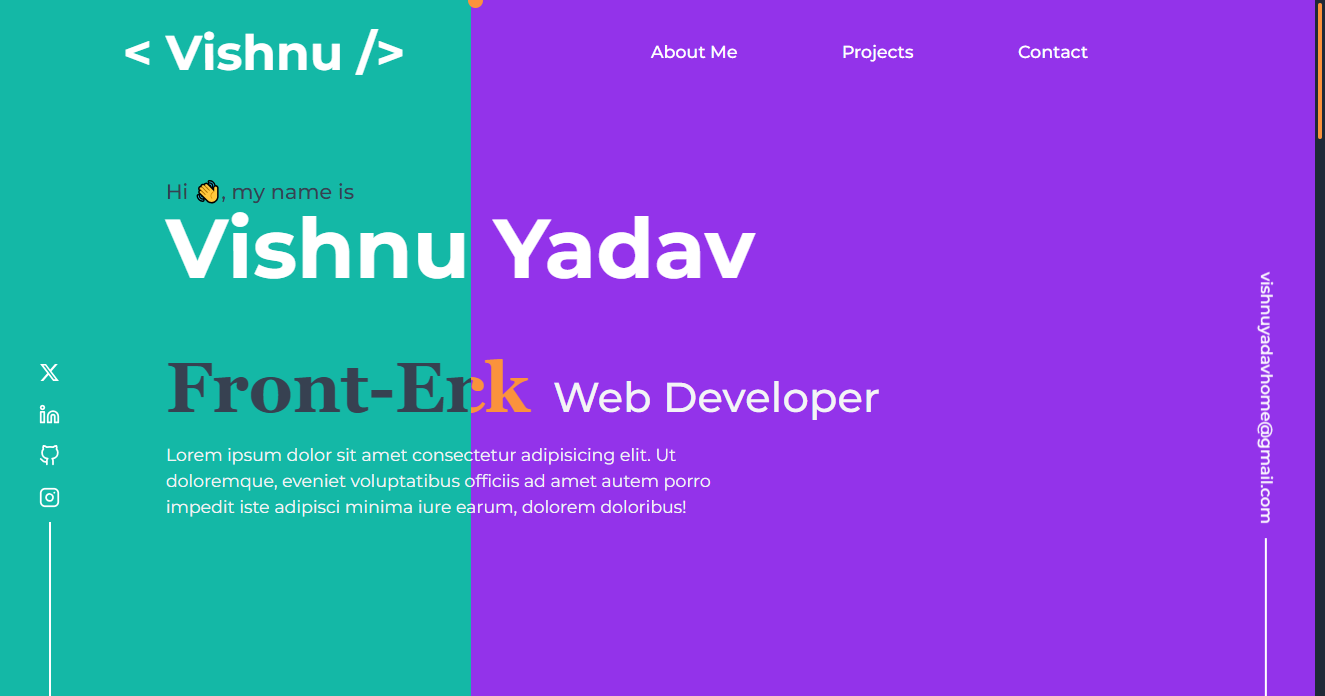 < Vishnu />
About Me
Projects
Contact
Hi 👋, my name is
Vishnu Yadav
Front-Erck Web Developer
Lorem ipsum dolor sit amet consectetur adipisicing elit. Ut
doloremque, eveniet voluptatibus officiis ad amet autem porro
impedit iste adipisci minima iure earum, dolorem doloribus!
vishnuyadavhome@gmail.com